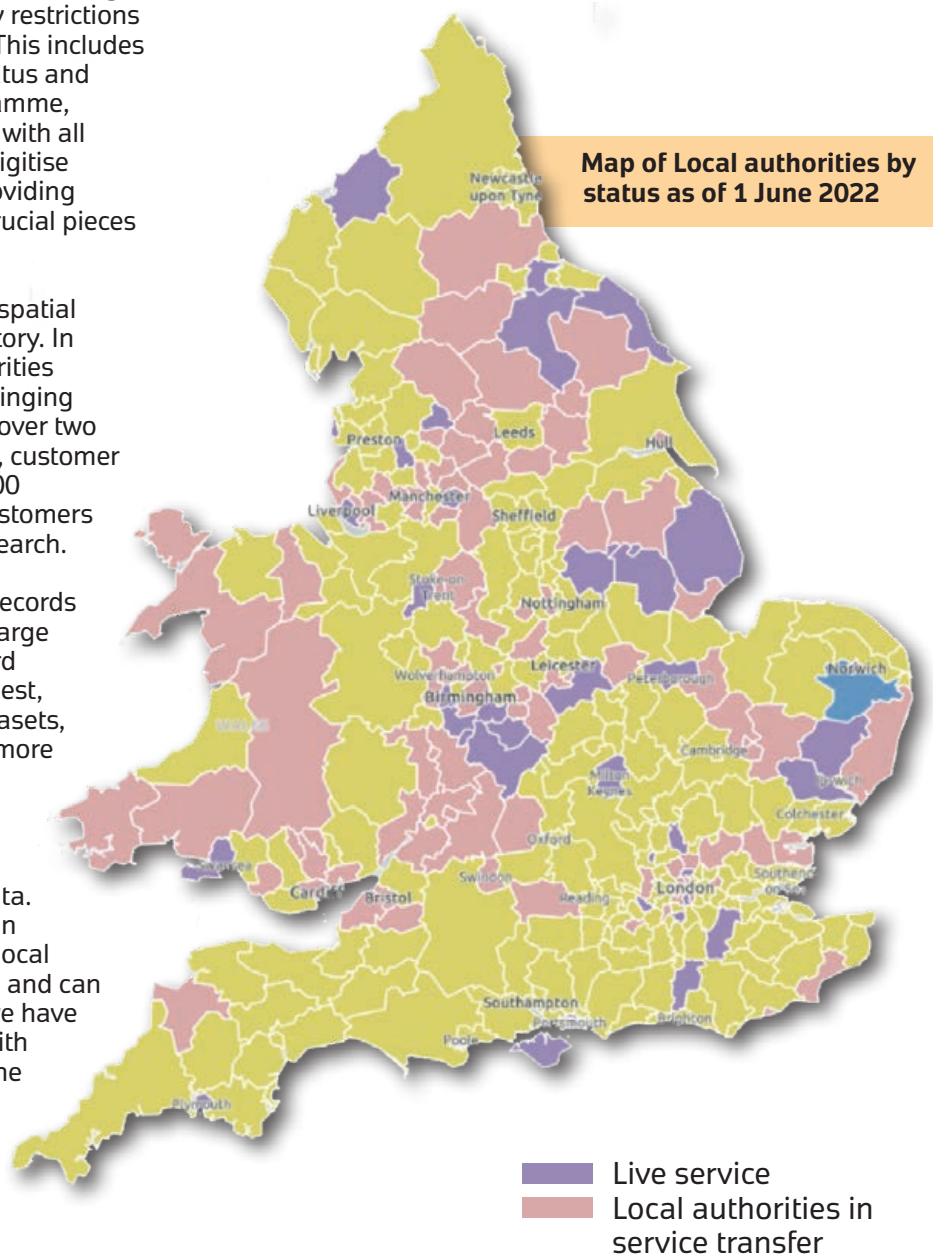 y restrictions
This includes
tus and
amme,
with all
igitise
oviding
rucial pieces
spatial
tory. In
rities
inging
over two
, customer
00
stomers
earch.
ecords
arge
rd
est,
asets,
more
ta.
n
local
and can
e have
ith
ne
Map of Local authorities by
status as of 1 June 2022
Newcastle
upon Tyne
Preston
Leeds
Hull
Manchester
Liverpool
Sheffield
Stoke-on
Trent
Nottingham
Norwich
Leicester
Wolverhampton
Peterborough
Birmingham
WALES
Cambridge
Milton
Keynes
Ipswich
Colchester
Oxford
Swansea
Southend
on-Sea
Swindon
Cardiff
Bristol
Reading
London
Southampton
Portsmouth
Brighton
Poole
Plymouth
Live service
Local authorities in
service transfer